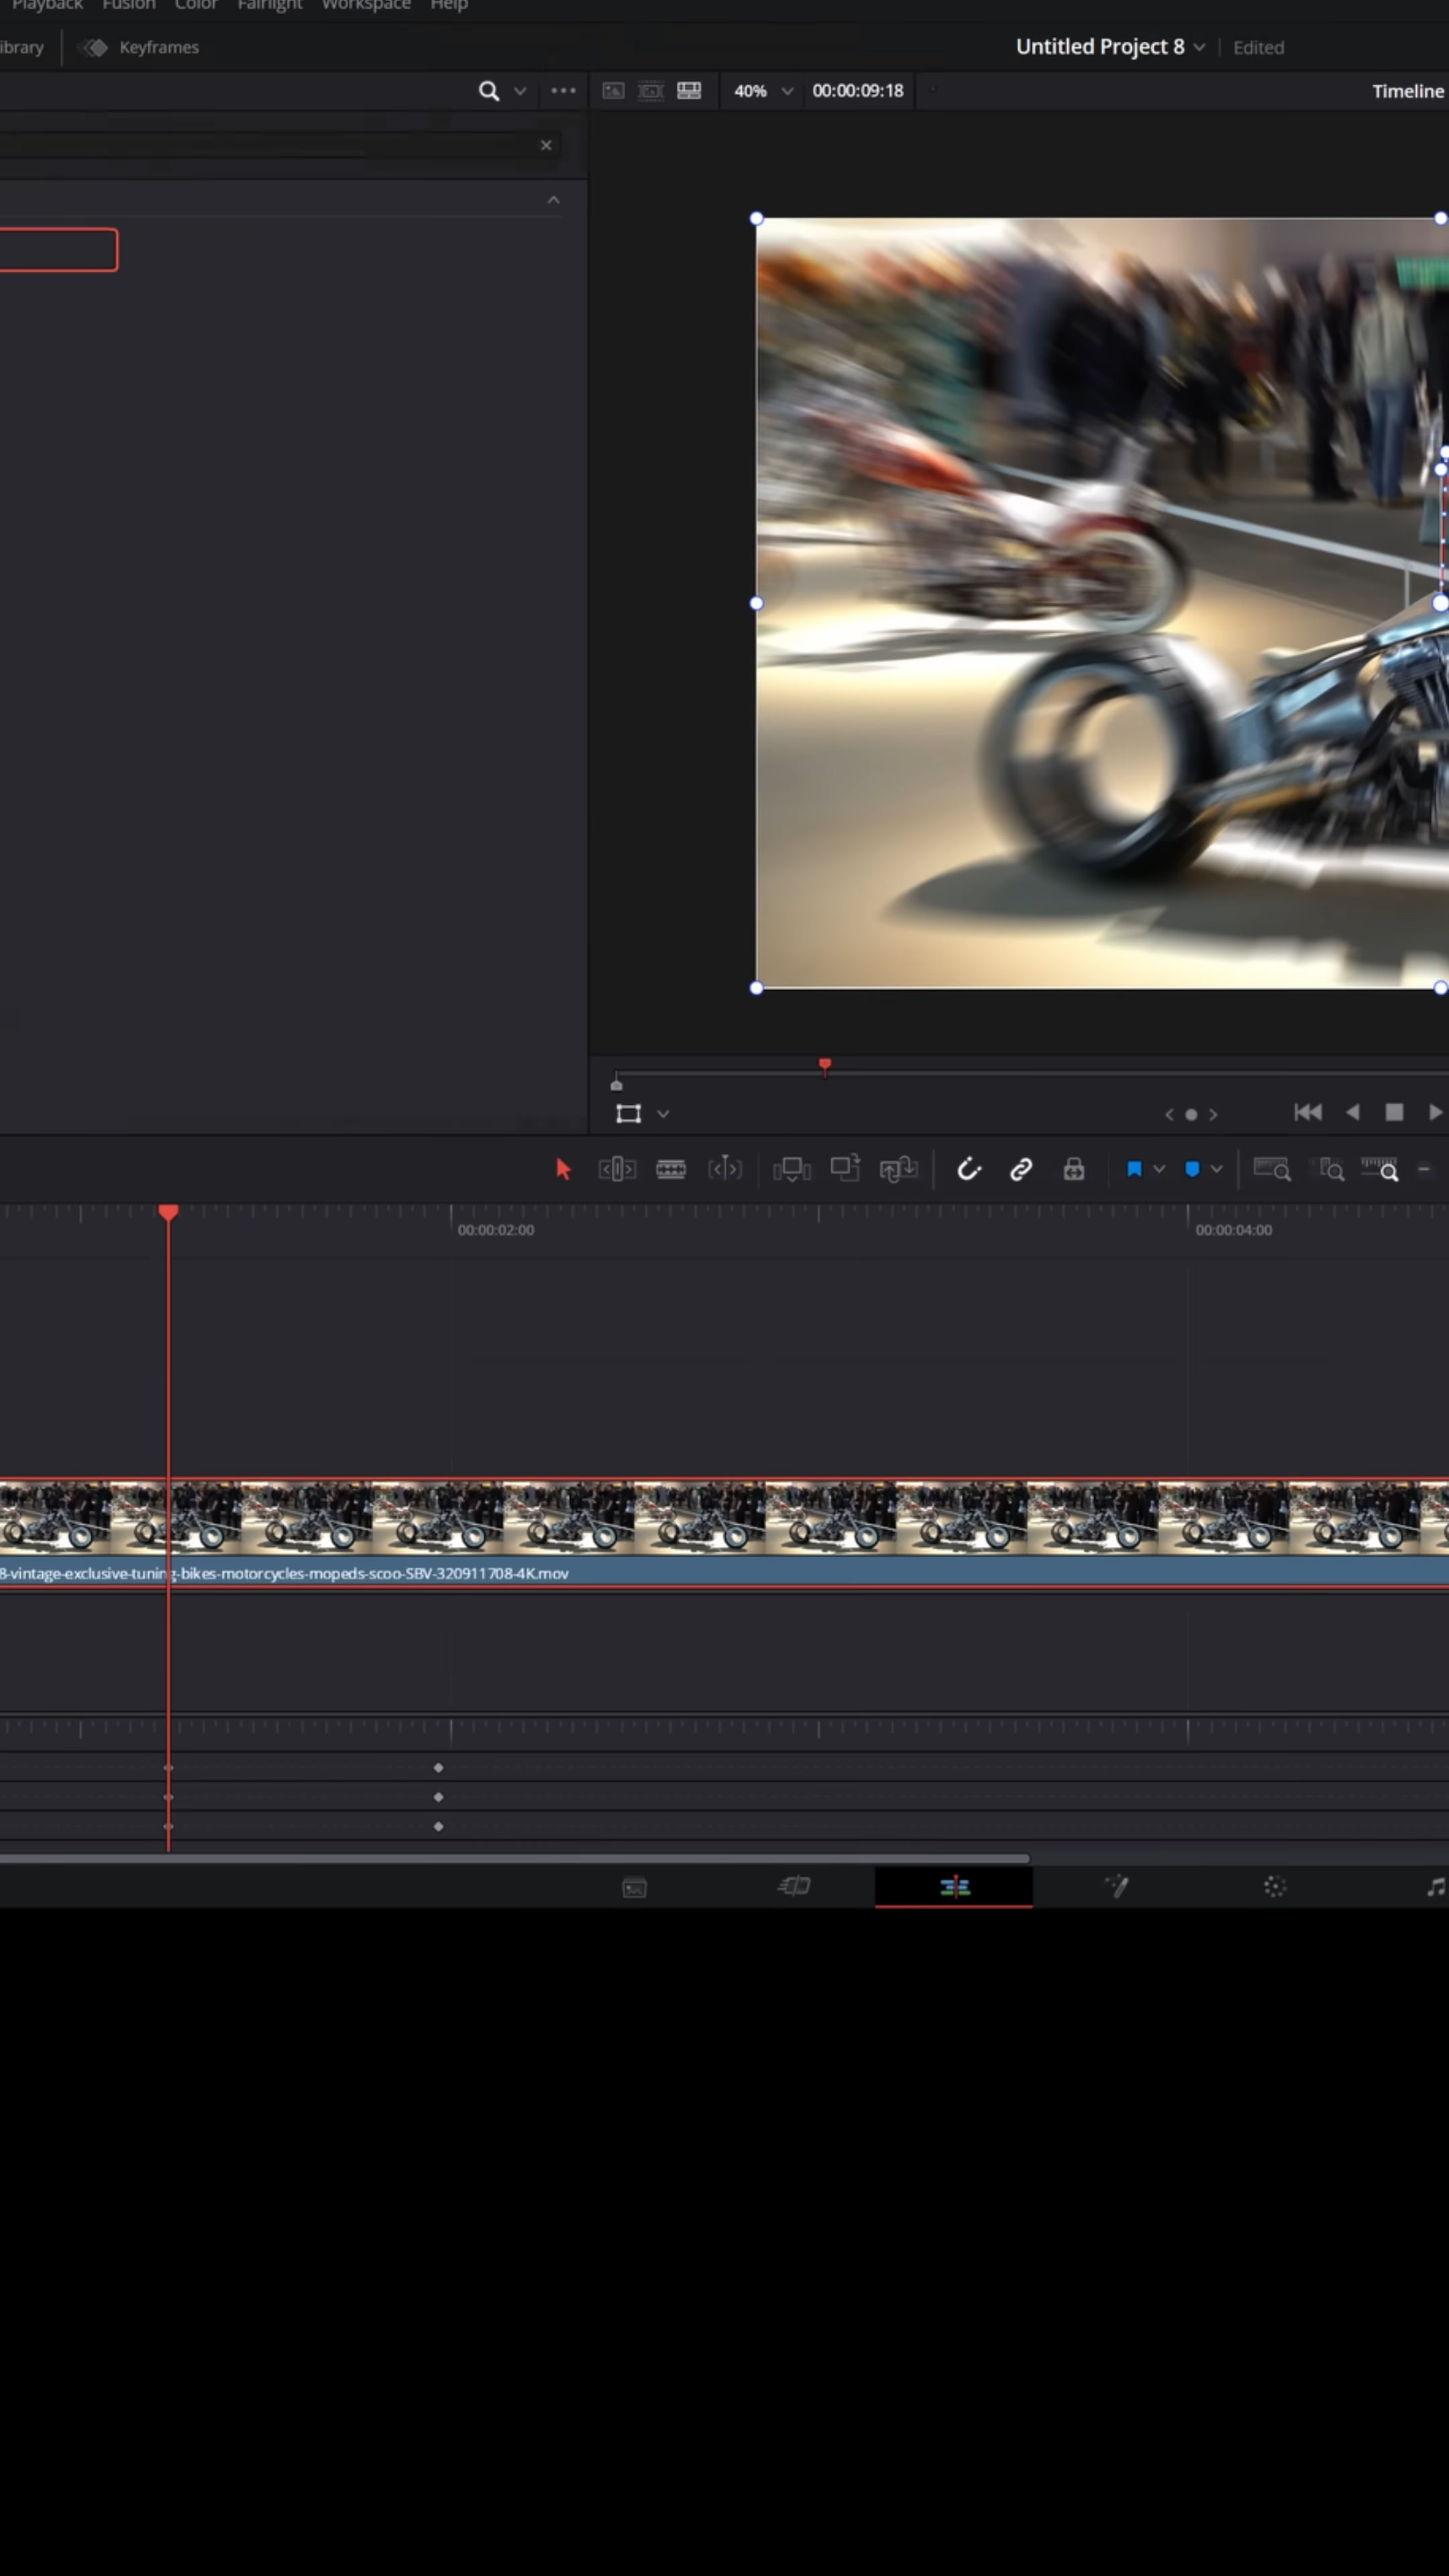 Playback Fusion Color Fairlight Workspace Help
ibrary Keyframes Untitled Project 8 Edited
40% 00:00:09:18 Timeline
00:00:02:00 00:00:04:00
8-vintage-exclusive-tuning-bikes-motorcycles-mopeds-scoo-SBV-320911708-4K.mov